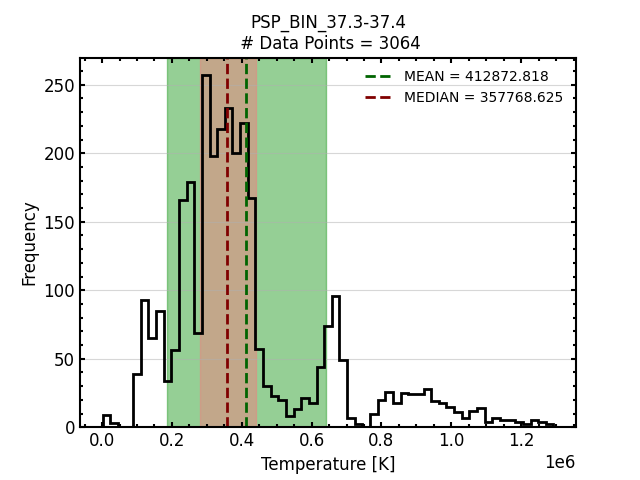 PSP_BIN_37.3-37.4
# Data Points = 3064
MEAN = 412872.818
MEDIAN = 357768.625
Frequency
250
200
150
100
50
0
0.0 0.2 0.4 0.6 0.8 1.0 1.2
Temperature [K]
1e6